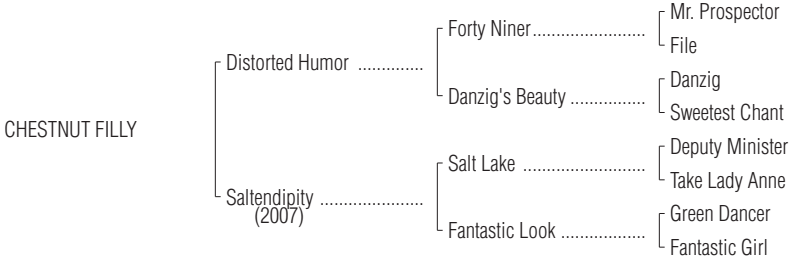 Mr. Prospector
Forty Niner.......................
File
Distorted Humor ..............
Danzig
Danzig's Beauty ................
Sweetest Chant
CHESTNUT FILLY
Deputy Minister
Salt Lake .........................
Take Lady Anne
Saltendipity ......................
(2007)
Green Dancer
Fantastic Look .................
Fantastic Girl